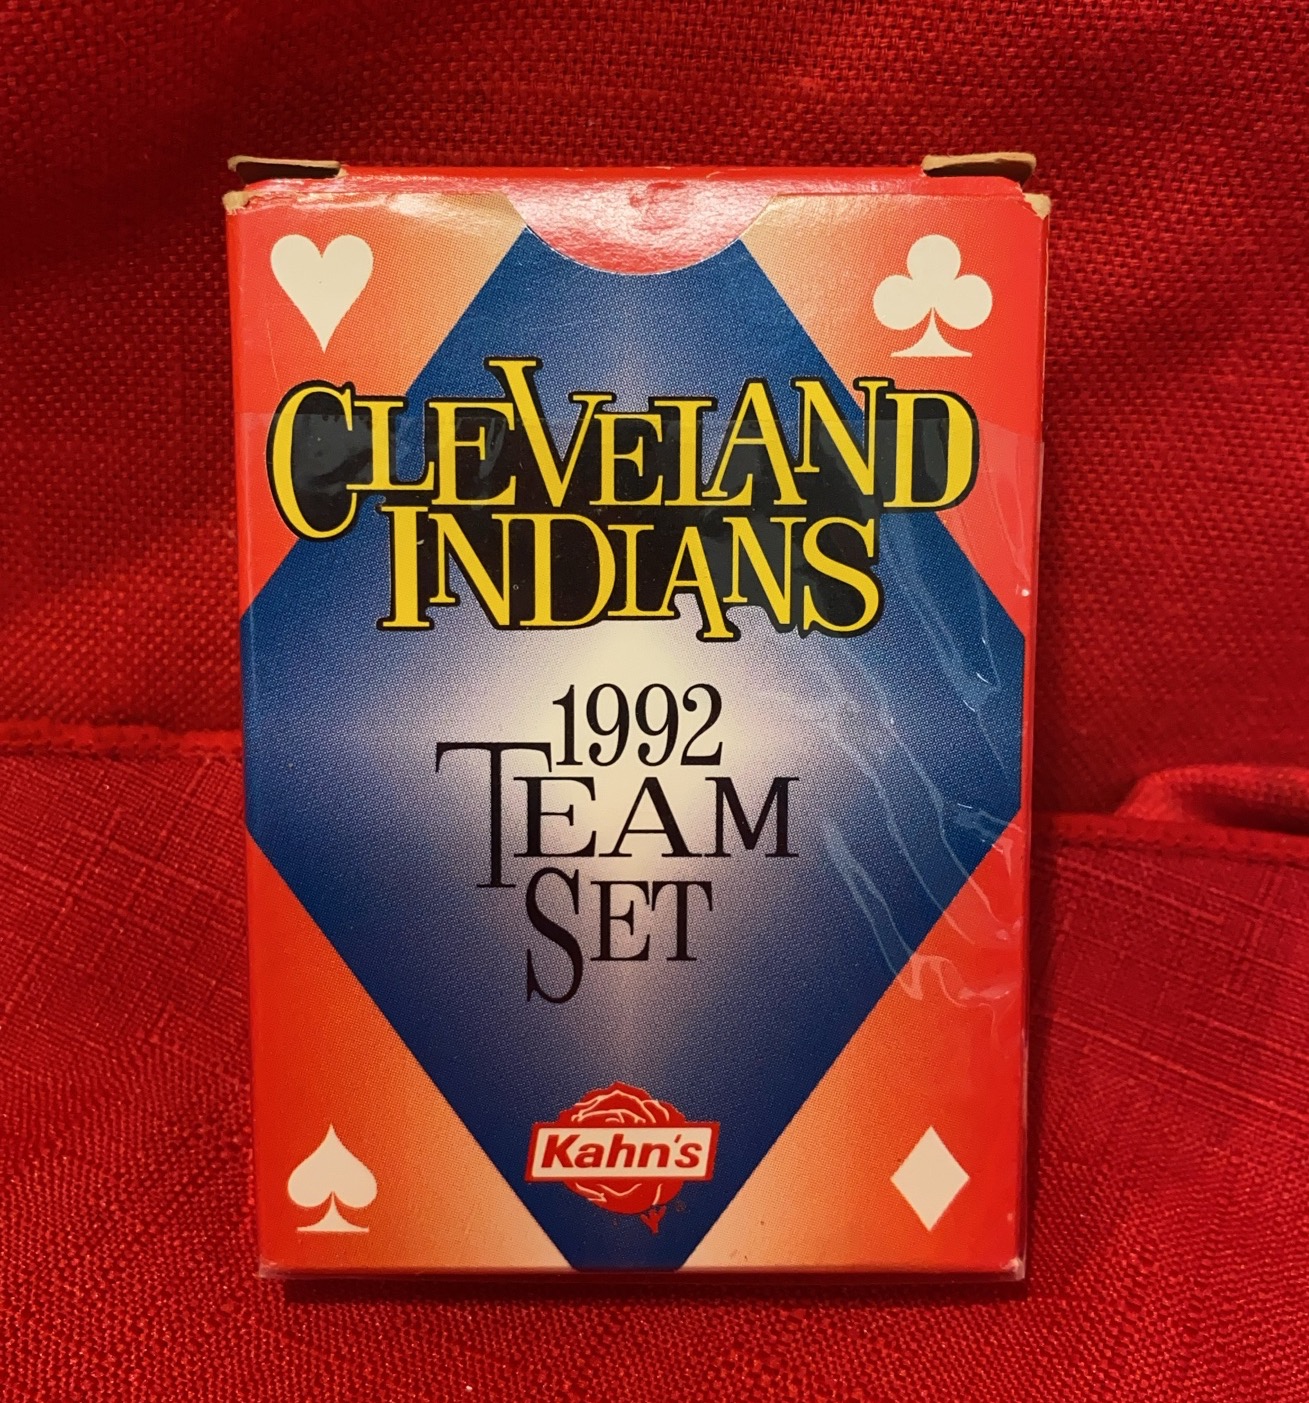 CLEVELAND
INDIANS
1992
TEAM
SET
Kahn's
®